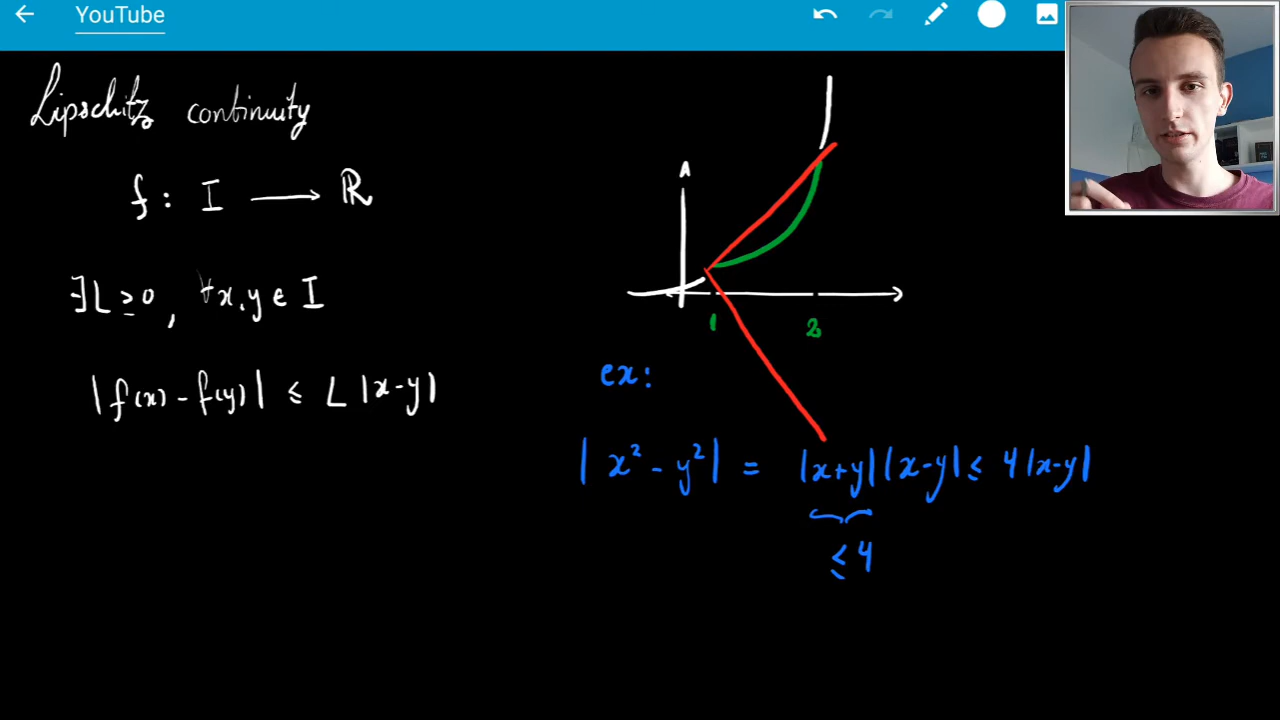 YouTube
Lipschitz continuity
f : I ⟶ ℝ
∃L ≥ 0, ∀x,y ∈ I
|f(x) - f(y)| ≤ L |x-y|
1 2
ex:
|x² - y²| = |x+y||x-y| ≤ 4|x-y|
≤ 4